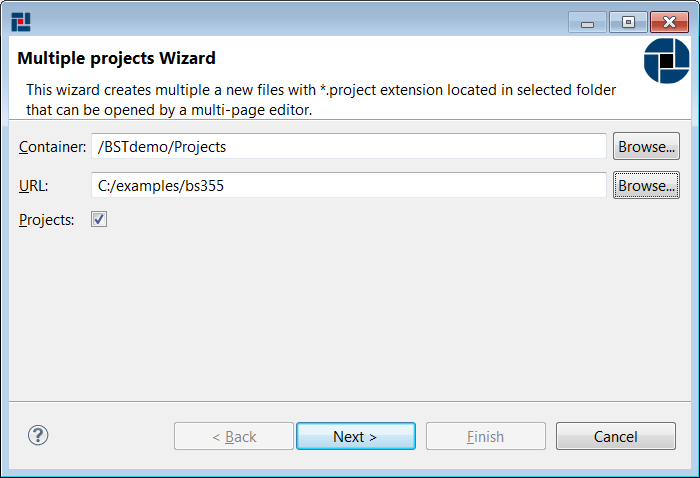 Multiple projects Wizard
This wizard creates multiple a new files with *.project extension located in selected folder
that can be opened by a multi-page editor.
Container: /BSTdemo/Projects Browse...
URL: C:/examples/bs355 Browse...
Projects:
? < Back Next > Finish Cancel